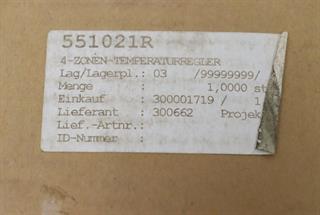 551021R
4-ZONEN-TEMPERATURREGLER
Lag/Lagerpl.: 03 /99999999/
Menge : 1,0000 st
Einkauf : 300001719 / 1
Lieferant : 300662 Projek
Lief.-Artnr.:
ID-Nummer :